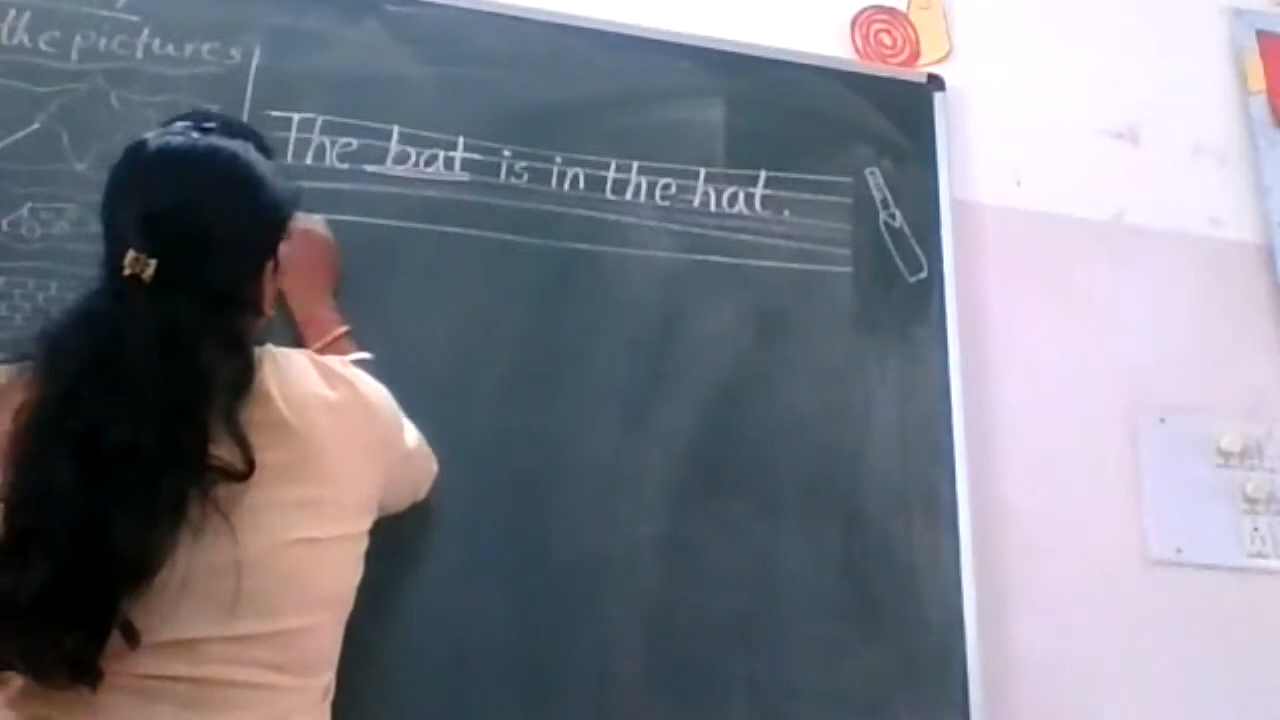 the pictures
The bat is in the hat.